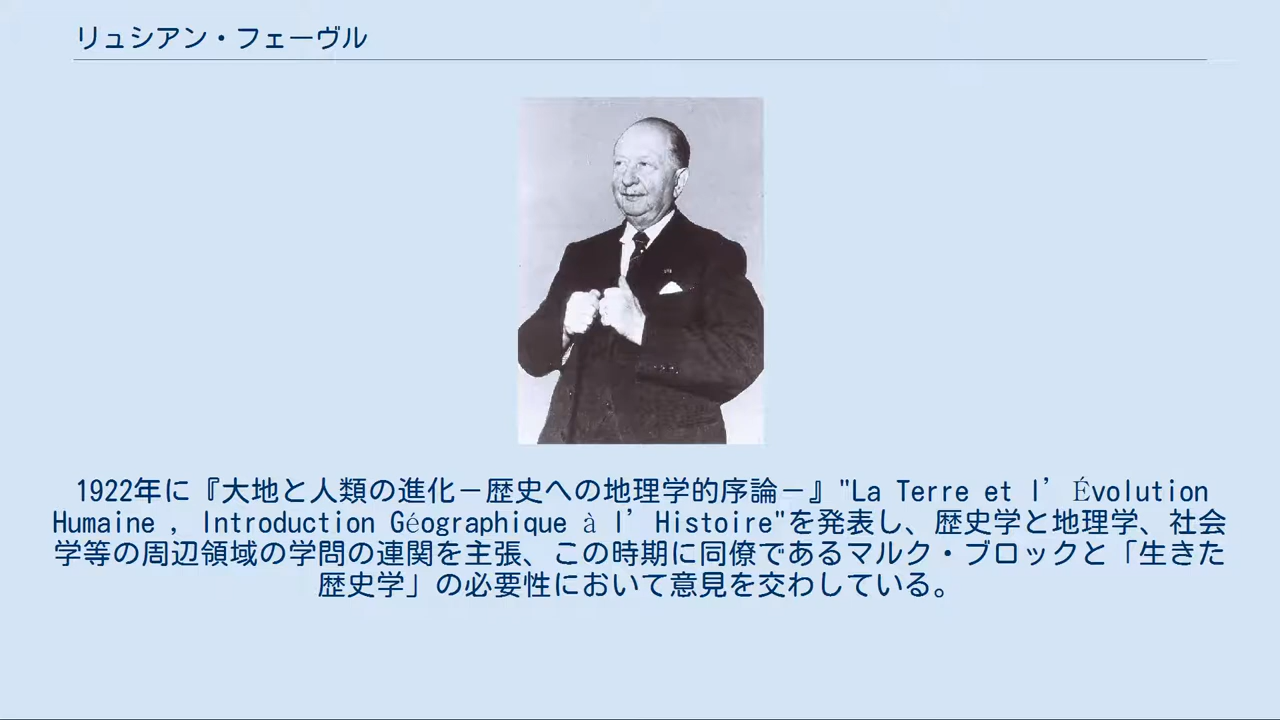 リュシアン・フェーヴル
1922年に『大地と人類の進化－歴史への地理学的序論－』"La Terre et l’Évolution
Humaine , Introduction Géographique à l’Histoire"を発表し、歴史学と地理学、社会
学等の周辺領域の学問の連関を主張、この時期に同僚であるマルク・ブロックと「生きた
歴史学」の必要性において意見を交わしている。